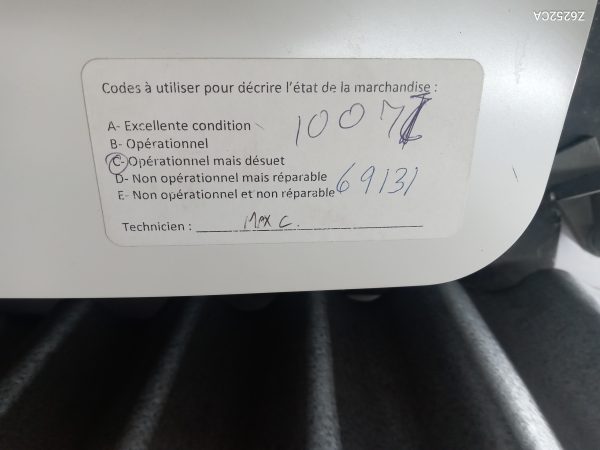 Z6252CA
Codes à utiliser pour décrire l'état de la marchandise :
A- Excellente condition
B- Opérationnel
C- Opérationnel mais désuet
D- Non opérationnel mais réparable
E- Non opérationnel et non réparable
69131
Technicien : Max C.